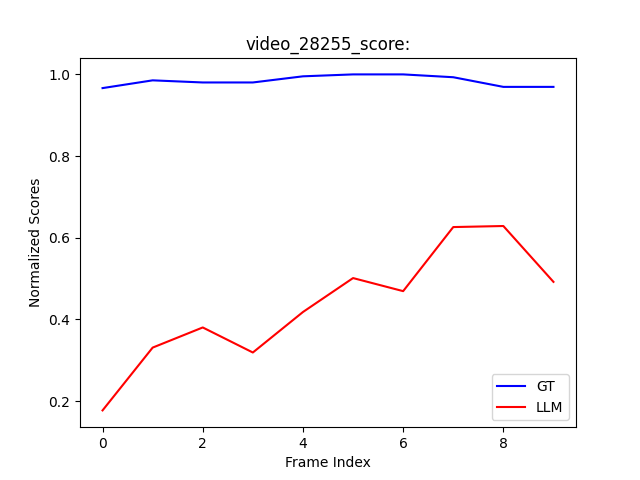 video_28255_score:
1.0
0.8
0.6
0.4
0.2
Normalized Scores
0 2 4 6 8
Frame Index
GT
LLM